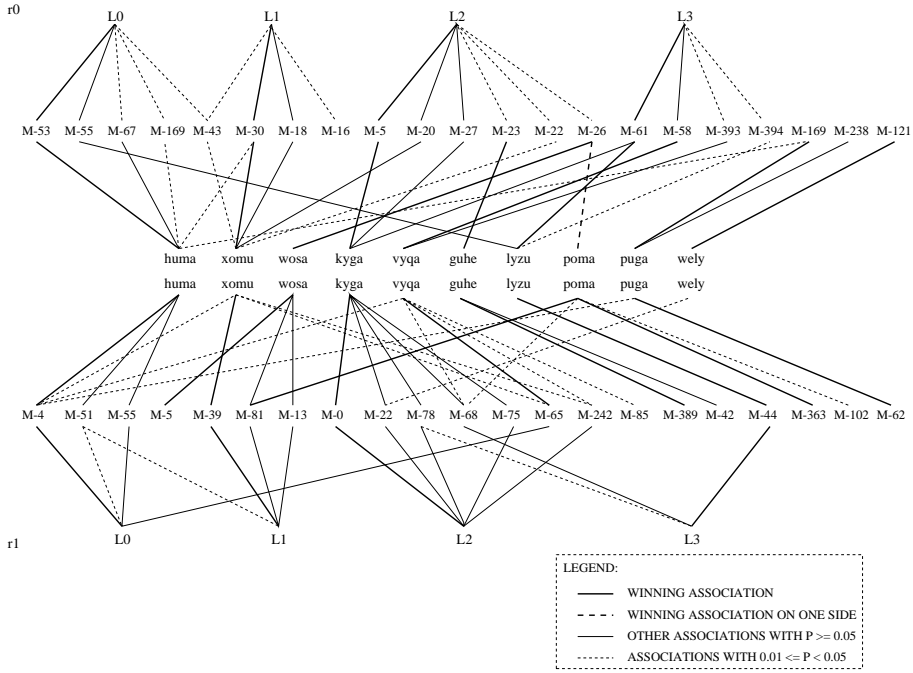 r0
L0 L1 L2 L3
M-53 M-55 M-67 M-169 M-43 M-30 M-18 M-16 M-5 M-20 M-27 M-23 M-22 M-26 M-61 M-58 M-393 M-394 M-169 M-238 M-121
huma xomu wosa kyga vyqa guhe lyzu poma puga wely
huma xomu wosa kyga vyqa guhe lyzu poma puga wely
M-4 M-51 M-55 M-5 M-39 M-81 M-13 M-0 M-22 M-78 M-68 M-75 M-65 M-242 M-85 M-389 M-42 M-44 M-363 M-102 M-62
L0 L1 L2 L3
r1
LEGEND:
WINNING ASSOCIATION
WINNING ASSOCIATION ON ONE SIDE
OTHER ASSOCIATIONS WITH P >= 0.05
ASSOCIATIONS WITH 0.01 <= P < 0.05